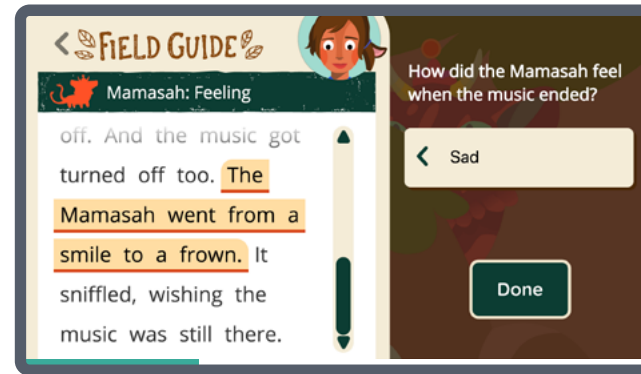 FIELD GUIDE
Mamasah: Feeling
off. And the music got
turned off too. The
Mamasah went from a
smile to a frown. It
sniffled, wishing the
music was still there.
How did the Mamasah feel
when the music ended?
Sad
Done